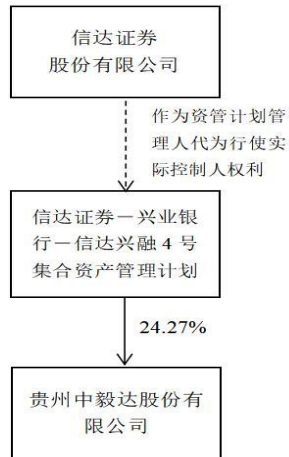 信达证券
股份有限公司
作为资管计划管
理人代为行使实
际控制人权利
信达证券－兴业银
行－信达兴融 4 号
集合资产管理计划
24.27%
贵州中毅达股份有
限公司